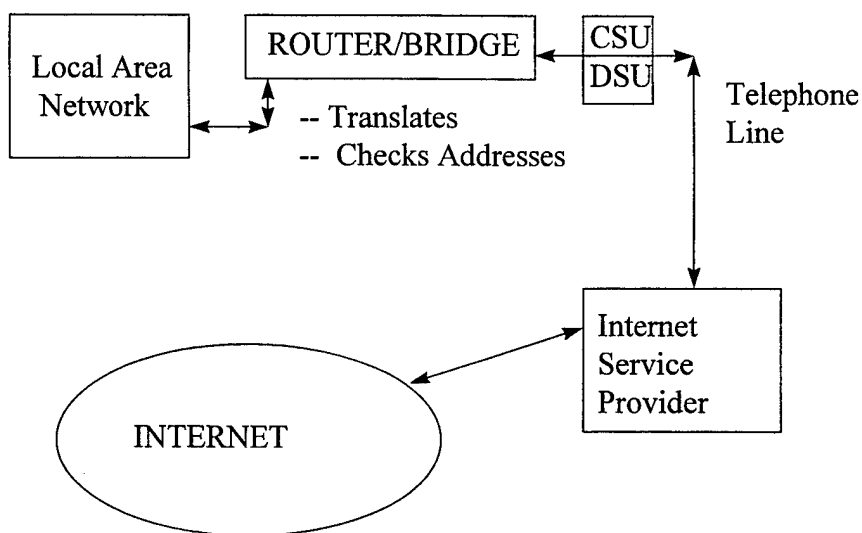 Local Area
Network
ROUTER/BRIDGE
-- Translates
-- Checks Addresses
CSU
DSU
Telephone
Line
Internet
Service
Provider
INTERNET